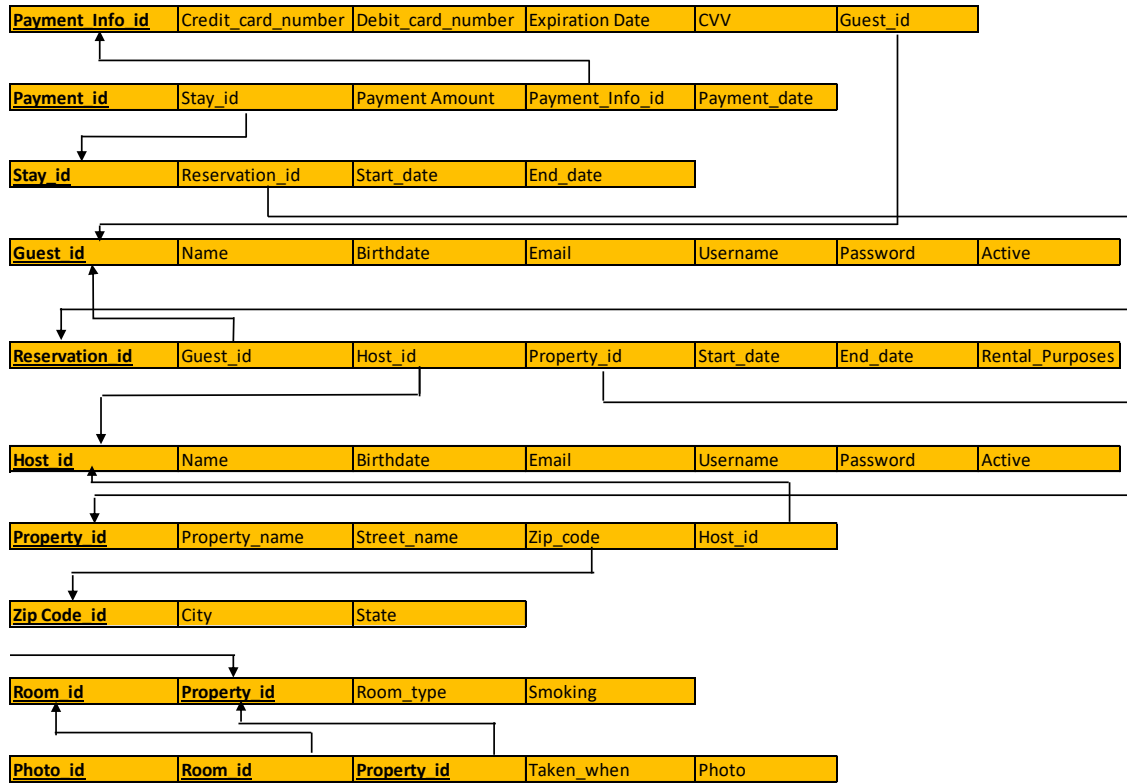 Payment_Info_id Credit_card_number Debit_card_number Expiration Date CVV Guest_id
Payment_id Stay_id Payment Amount Payment_Info_id Payment_date
Stay_id Reservation_id Start_date End_date
Guest_id Name Birthdate Email Username Password Active
Reservation_id Guest_id Host_id Property_id Start_date End_date Rental_Purposes
Host_id Name Birthdate Email Username Password Active
Property_id Property_name Street_name Zip_code Host_id
Zip Code_id City State
Room_id Property_id Room_type Smoking
Photo_id Room_id Property_id Taken_when Photo